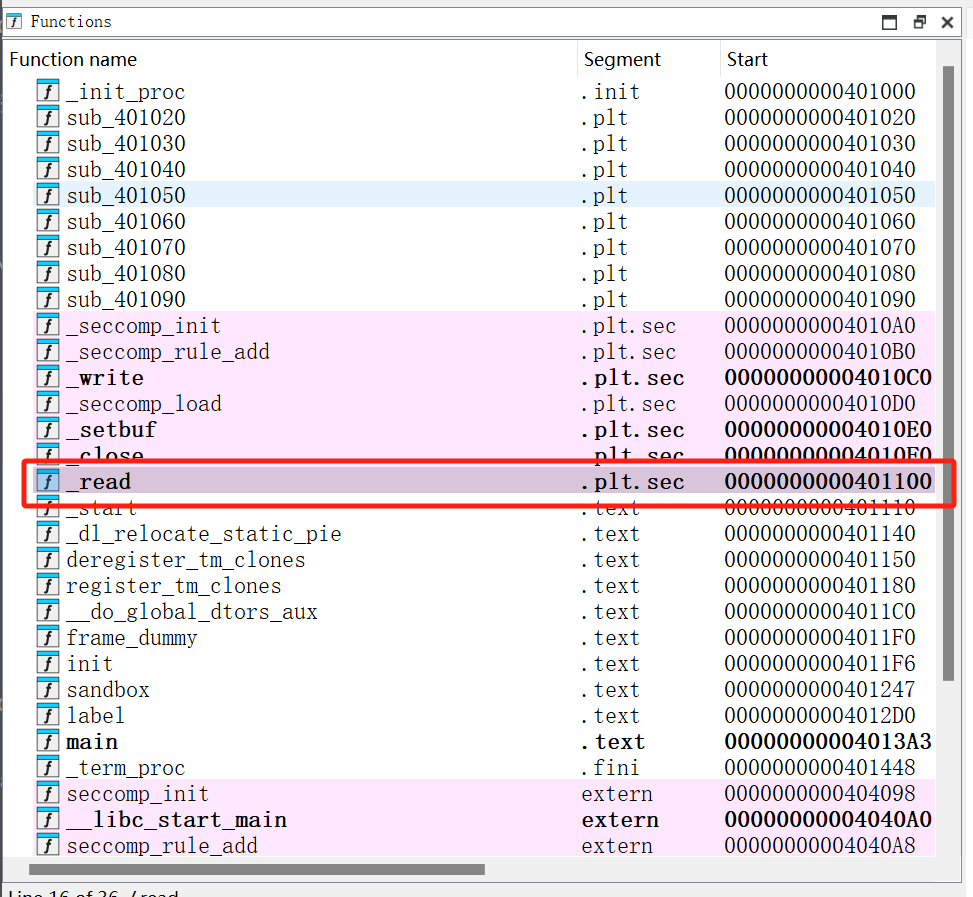 Functions
Function name Segment Start
_init_proc .init 0000000000401000
sub_401020 .plt 0000000000401020
sub_401030 .plt 0000000000401030
sub_401040 .plt 0000000000401040
sub_401050 .plt 0000000000401050
sub_401060 .plt 0000000000401060
sub_401070 .plt 0000000000401070
sub_401080 .plt 0000000000401080
sub_401090 .plt 0000000000401090
_seccomp_init .plt.sec 00000000004010A0
_seccomp_rule_add .plt.sec 00000000004010B0
_write .plt.sec 00000000004010C0
_seccomp_load .plt.sec 00000000004010D0
_setbuf .plt.sec 00000000004010E0
_close .plt.sec 00000000004010F0
_read .plt.sec 0000000000401100
_start .text 0000000000401110
_dl_relocate_static_pie .text 0000000000401140
deregister_tm_clones .text 0000000000401150
register_tm_clones .text 0000000000401180
__do_global_dtors_aux .text 00000000004011C0
frame_dummy .text 00000000004011F0
init .text 00000000004011F6
sandbox .text 0000000000401247
label .text 00000000004012D0
main .text 00000000004013A3
_term_proc .fini 0000000000401448
seccomp_init extern 0000000000404098
__libc_start_main extern 00000000004040A0
seccomp_rule_add extern 00000000004040A8
Line 16 of 36, /_read